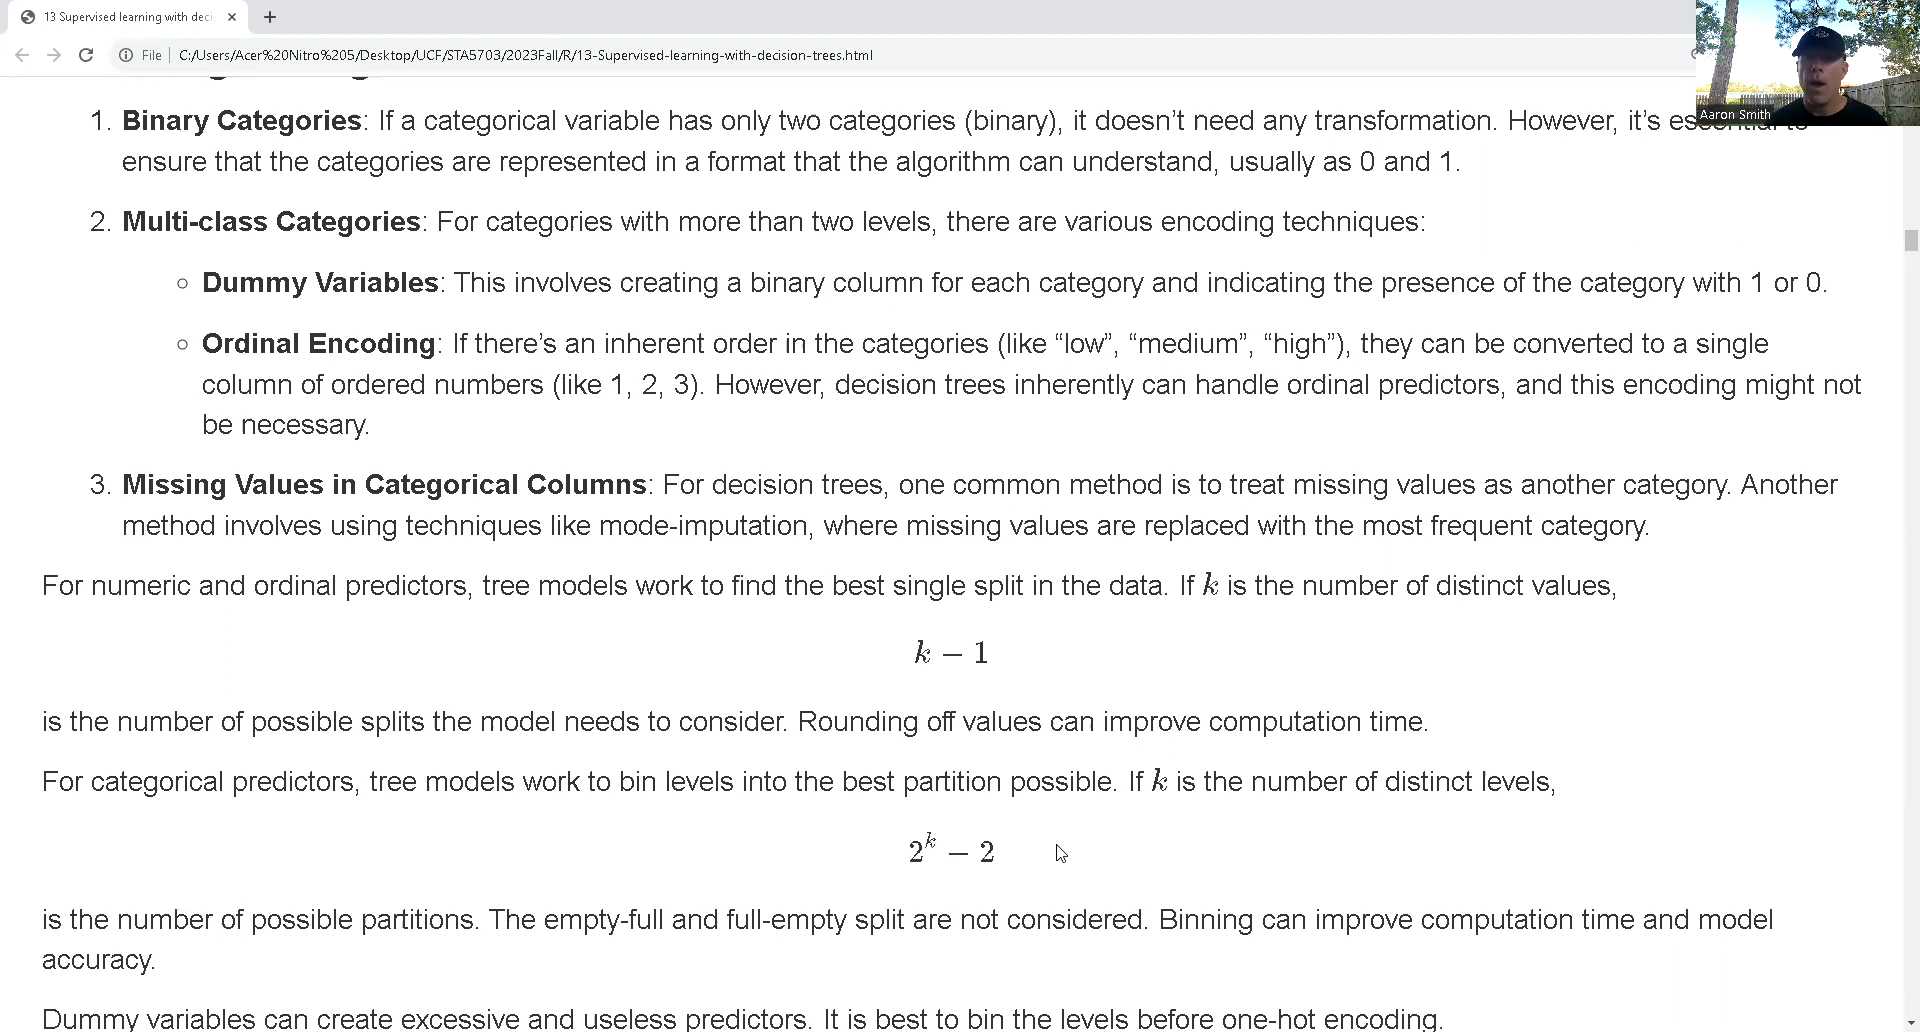 13 Supervised learning with deci
File
C:/Users/Acer%20Nitro%205/Desktop/UCF/STA5703/2023Fall/R/13-Supervised-learning-with-decision-trees.html
Aaron Smith
1. Binary Categories: If a categorical variable has only two categories (binary), it doesn’t need any transformation. However, it’s essential to
ensure that the categories are represented in a format that the algorithm can understand, usually as 0 and 1.
2. Multi-class Categories: For categories with more than two levels, there are various encoding techniques:
Dummy Variables: This involves creating a binary column for each category and indicating the presence of the category with 1 or 0.
Ordinal Encoding: If there’s an inherent order in the categories (like “low”, “medium”, “high”), they can be converted to a single
column of ordered numbers (like 1, 2, 3). However, decision trees inherently can handle ordinal predictors, and this encoding might not
be necessary.
3. Missing Values in Categorical Columns: For decision trees, one common method is to treat missing values as another category. Another
method involves using techniques like mode-imputation, where missing values are replaced with the most frequent category.
For numeric and ordinal predictors, tree models work to find the best single split in the data. If k is the number of distinct values,
k − 1
is the number of possible splits the model needs to consider. Rounding off values can improve computation time.
For categorical predictors, tree models work to bin levels into the best partition possible. If k is the number of distinct levels,
2^k − 2
is the number of possible partitions. The empty-full and full-empty split are not considered. Binning can improve computation time and model
accuracy.
Dummy variables can create excessive and useless predictors. It is best to bin the levels before one-hot encoding.